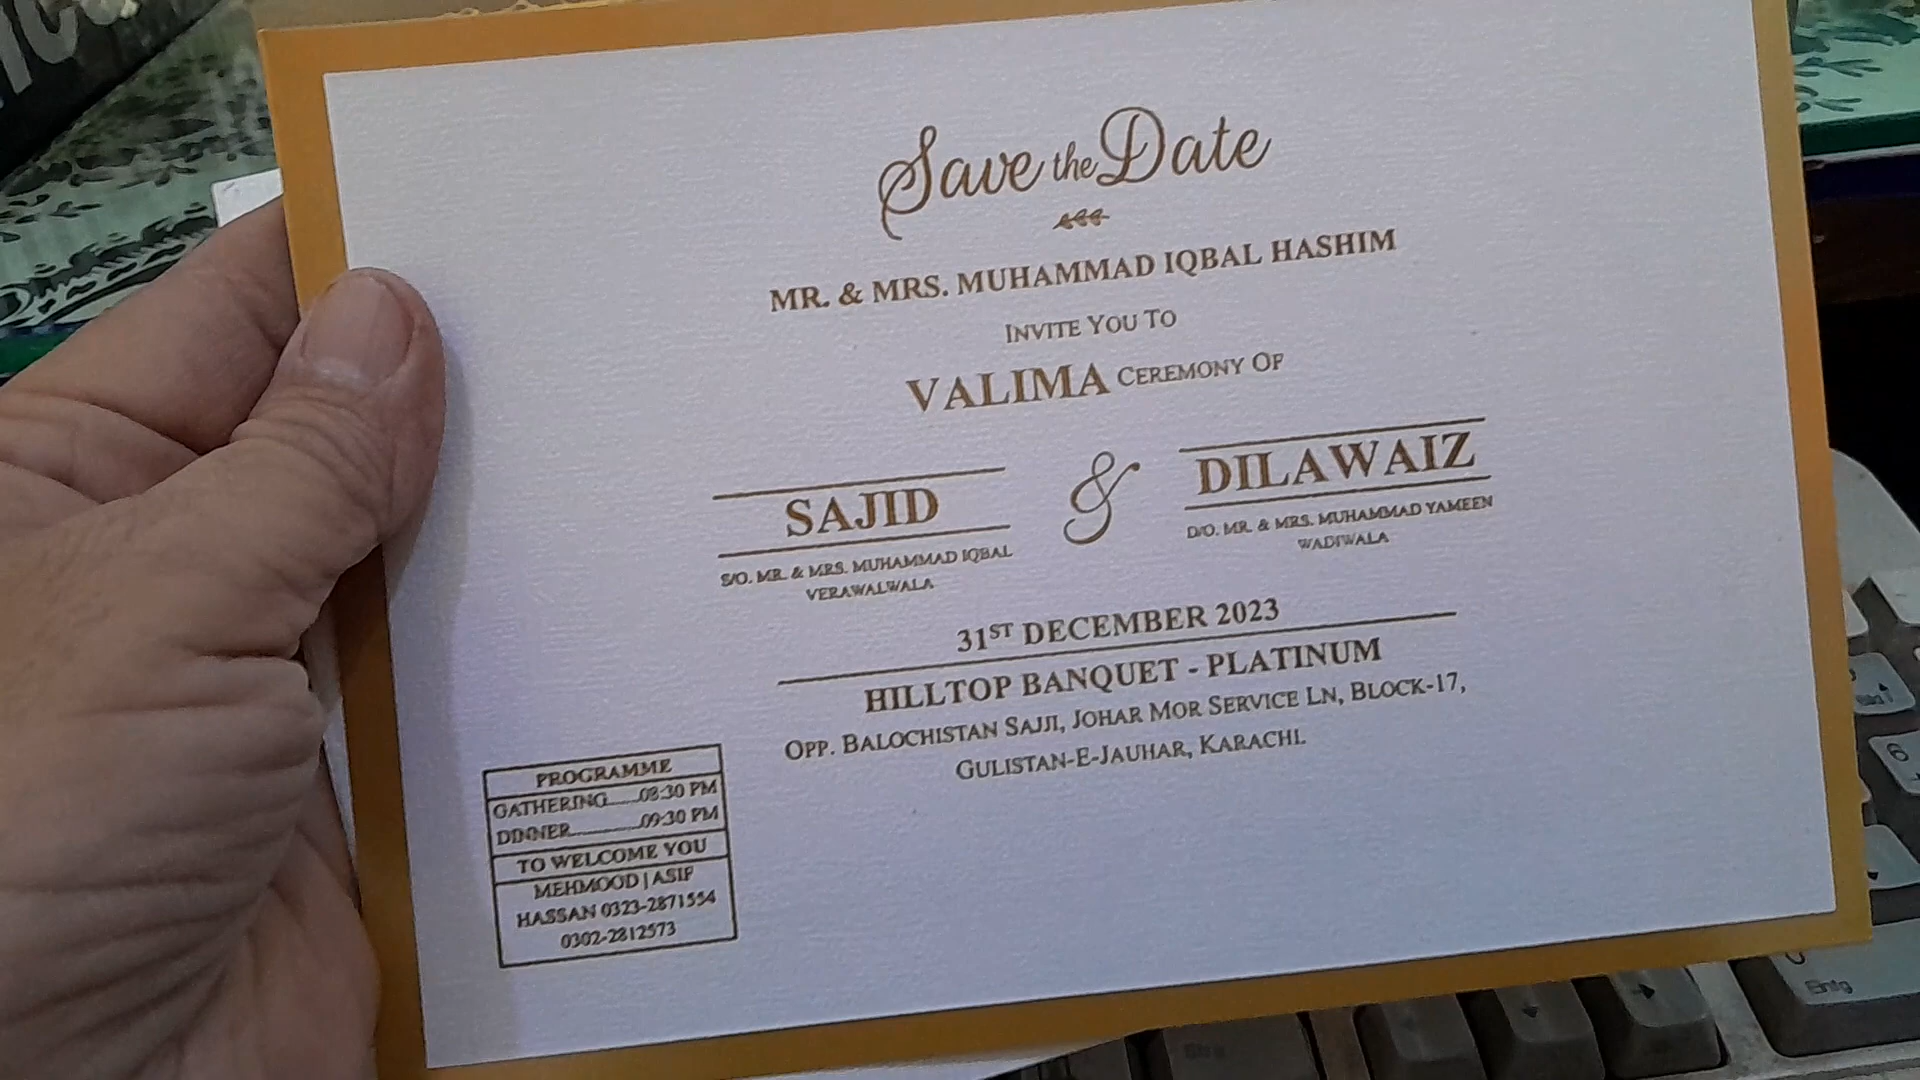 Save the Date
MR. & MRS. MUHAMMAD IQBAL HASHIM
INVITE YOU TO
VALIMA CEREMONY OF
SAJID
S/O. MR. & MRS. MUHAMMAD IQBAL
VERAWALWALA
&
DILAWAIZ
D/O. MR. & MRS. MUHAMMAD YAMEEN
WADIWALA
31ST DECEMBER 2023
HILLTOP BANQUET - PLATINUM
OPP. BALOCHISTAN SAJJI, JOHAR MOR SERVICE LN, BLOCK-17,
GULISTAN-E-JAUHAR, KARACHI.
PROGRAMME
GATHERING.......08:30 PM
DINNER...............09:30 PM
TO WELCOME YOU
MEHMOOD | ASIF
HASSAN 0323-2871554
0302-2812573
6